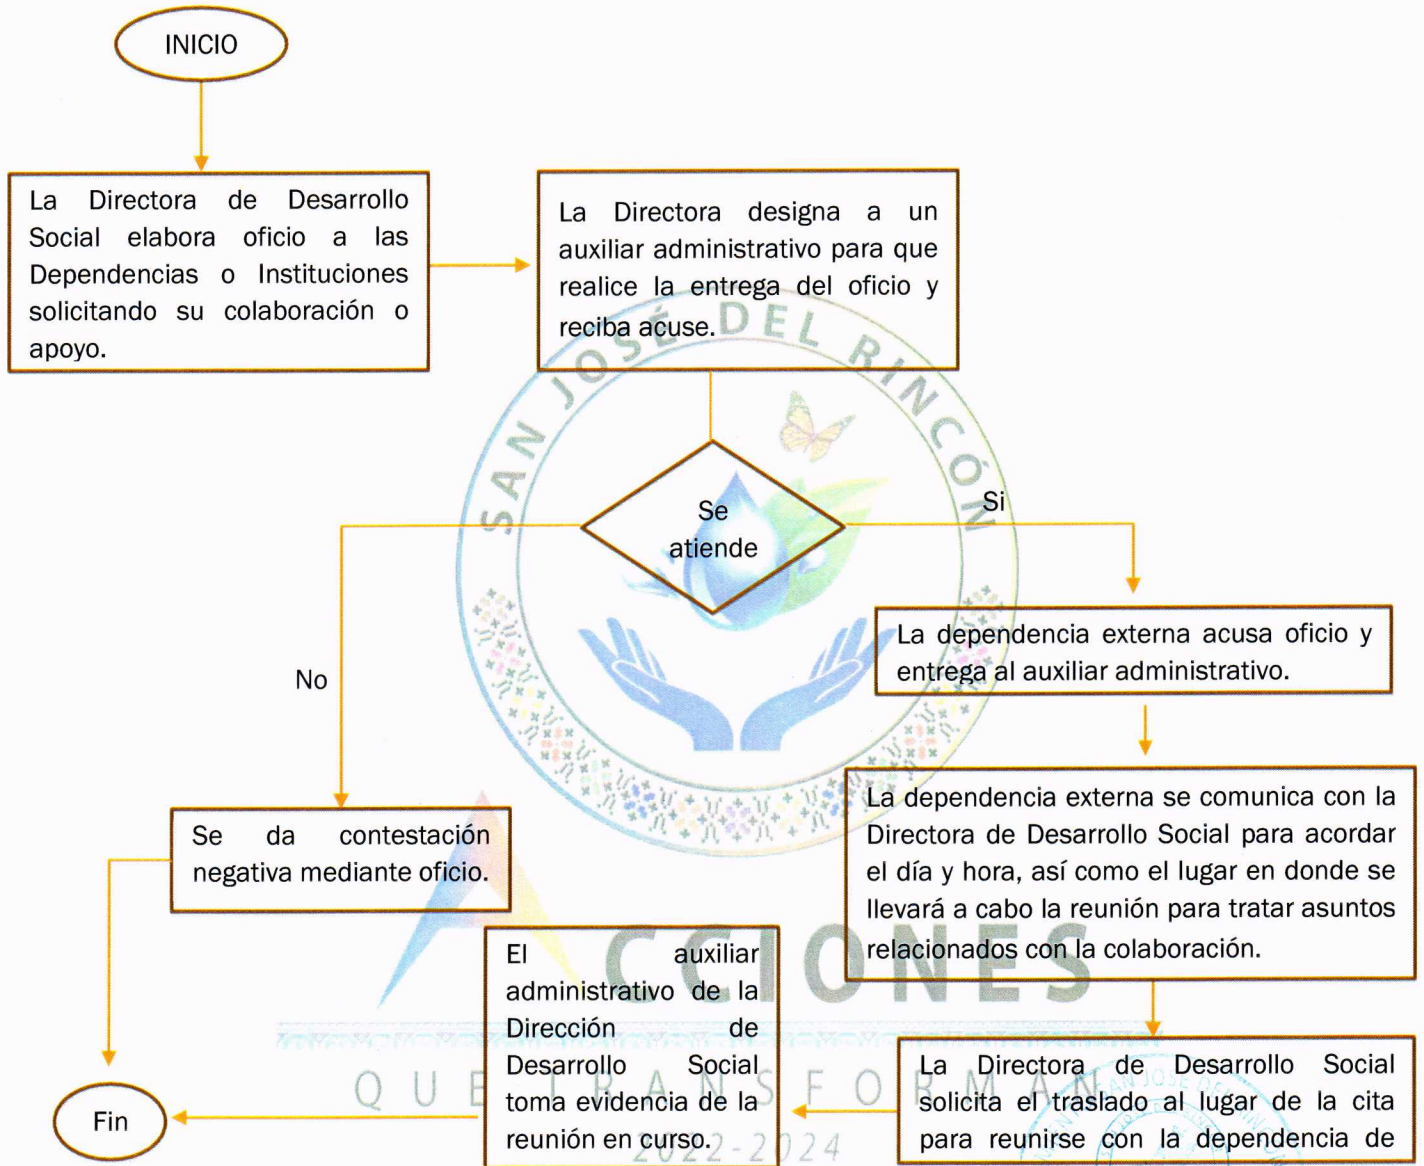 INICIO
La Directora de Desarrollo
Social elabora oficio a las
Dependencias o Instituciones
solicitando su colaboración o
apoyo.
La Directora designa a un
auxiliar administrativo para que
realice la entrega del oficio y
reciba acuse.
SAN JOSÉ DEL RINCÓN
Se
atiende
Si
No
La dependencia externa acusa oficio y
entrega al auxiliar administrativo.
Se da contestación
negativa mediante oficio.
La dependencia externa se comunica con la
Directora de Desarrollo Social para acordar
el día y hora, así como el lugar en donde se
llevará a cabo la reunión para tratar asuntos
relacionados con la colaboración.
ACCIONES
QUE TRANSFORMAN
2022-2024
La Directora de Desarrollo Social
solicita el traslado al lugar de la cita
para reunirse con la dependencia de
El auxiliar
administrativo de la
Dirección de
Desarrollo Social
toma evidencia de la
reunión en curso.
Fin
SAN JOSE DEL RINCÓN